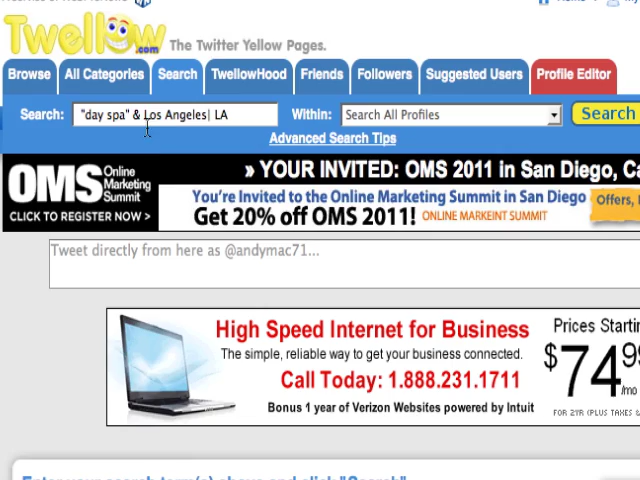 Twellow.com The Twitter Yellow Pages.
Browse All Categories Search TwellowHood Friends Followers Suggested Users Profile Editor
Search: "day spa" & Los Angeles| LA Within: Search All Profiles Search
Advanced Search Tips
OMS Online Marketing Summit
CLICK TO REGISTER NOW >
» YOUR INVITED: OMS 2011 in San Diego, Ca
You're Invited to the Online Marketing Summit in San Diego
Get 20% off OMS 2011! ONLINE MARKEINT SUMMIT
Offers,
Tweet directly from here as @andymac71...
High Speed Internet for Business
The simple, reliable way to get your business connected.
Call Today: 1.888.231.1711
Bonus 1 year of Verizon Websites powered by Intuit
Prices Starti
$74.99
/mo
FOR 2YR (PLUS TAXES &
Enter your search term(s) above and click "Search"